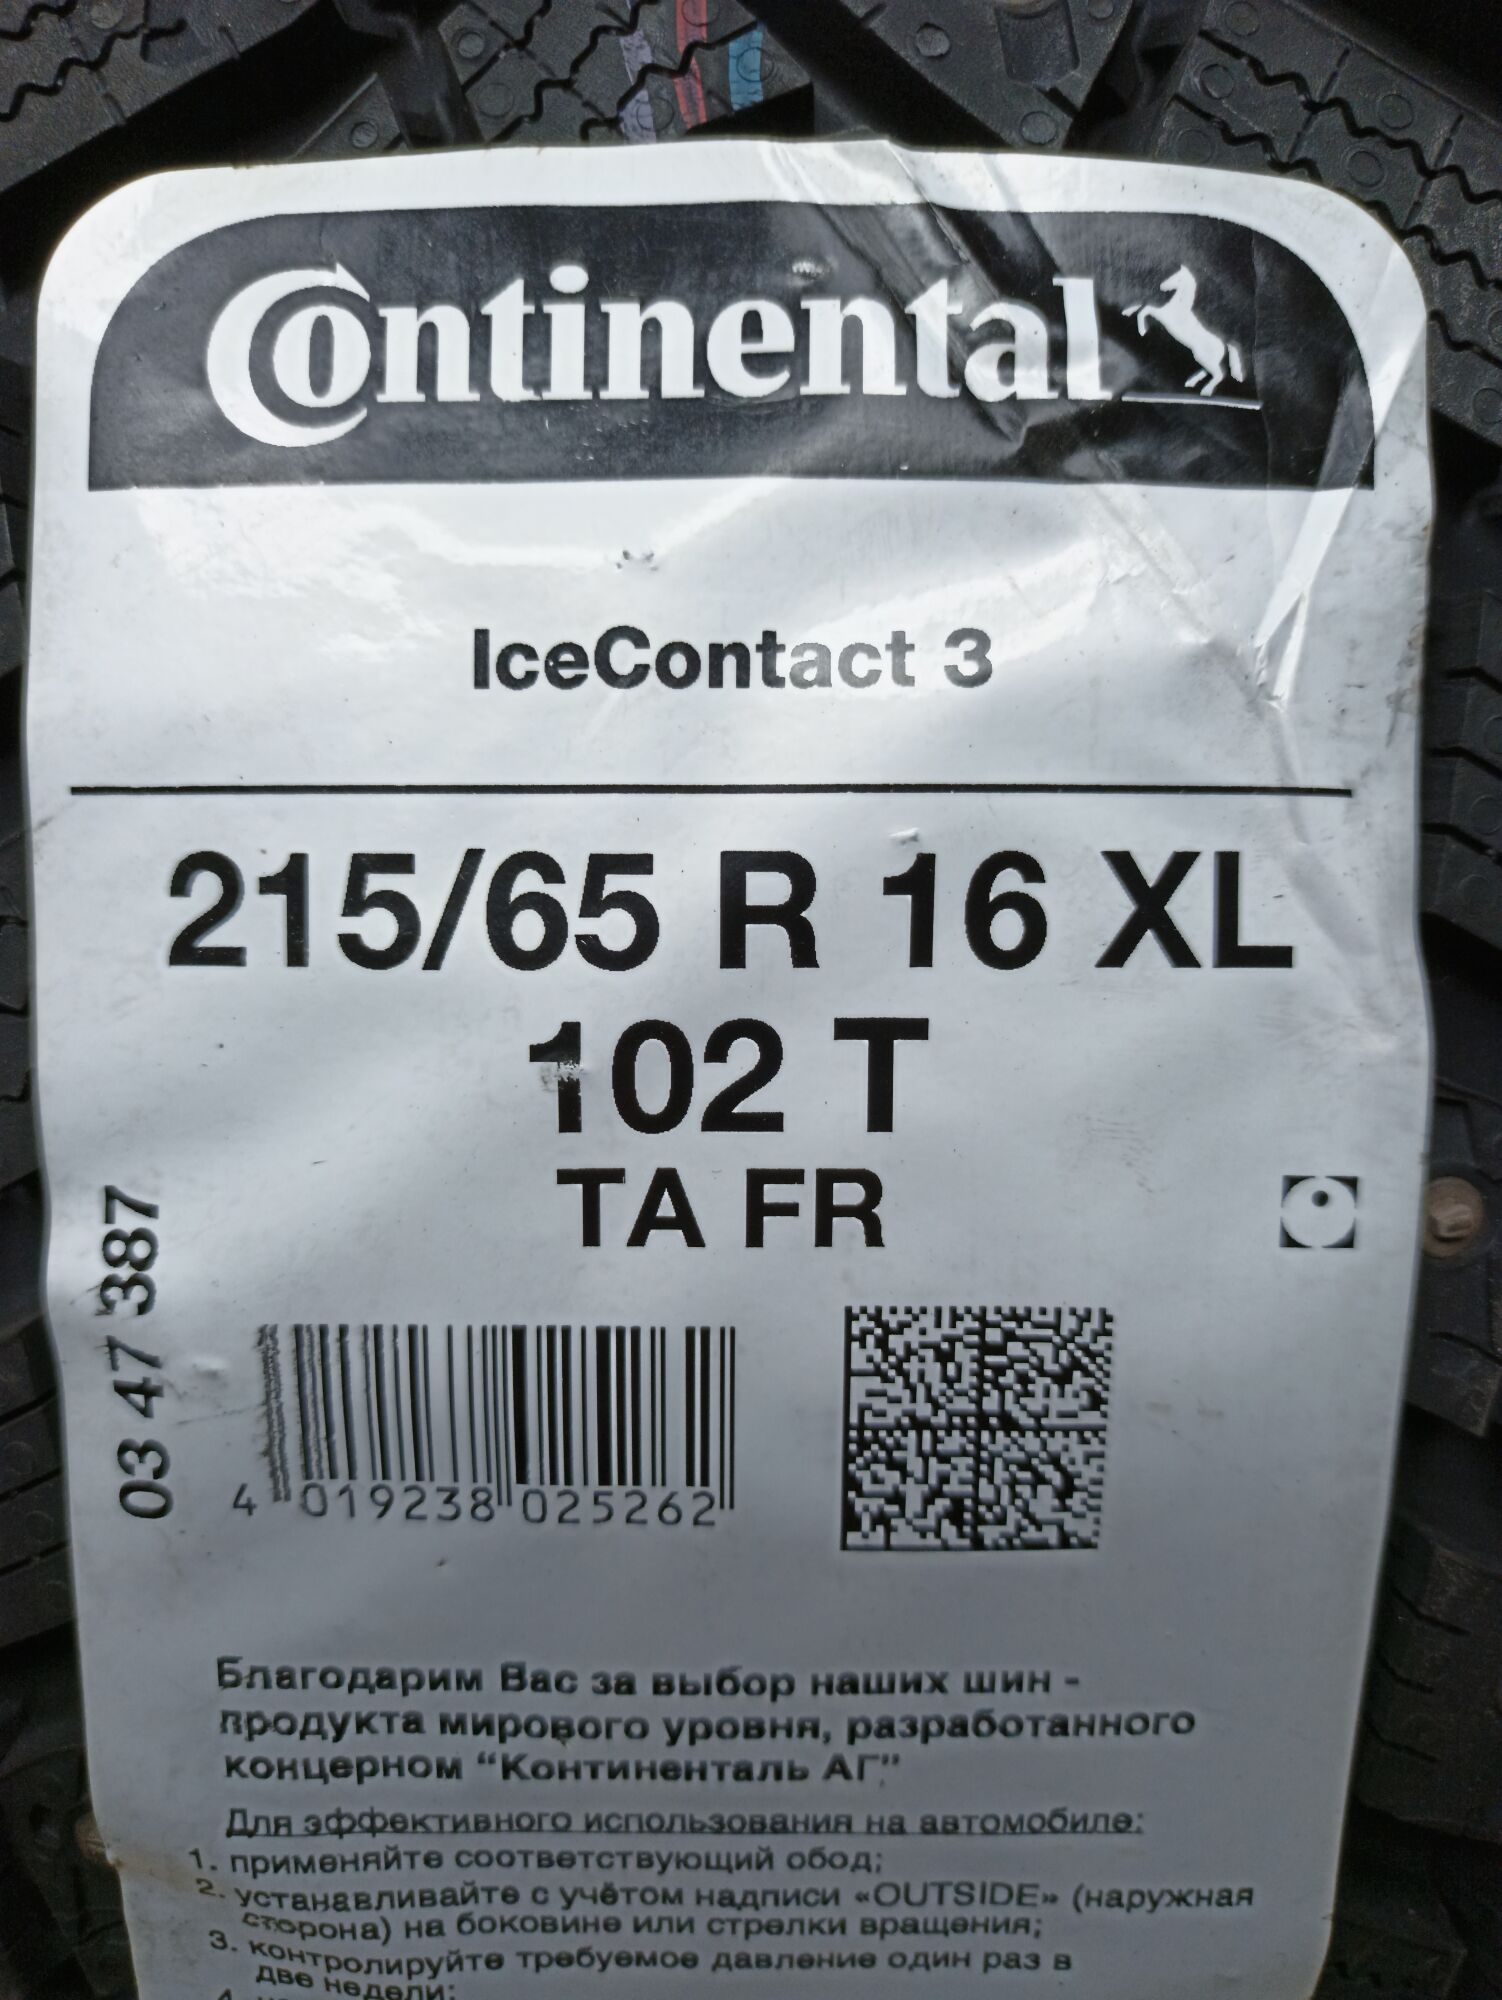 Continental
IceContact 3
215/65 R 16 XL
102 T
TA FR
03 47 387
4 019238 025262
Благодарим Вас за выбор наших шин -
продукта мирового уровня, разработанного
концерном "Континенталь АГ"
Для эффективного использования на автомобиле:
1. применяйте соответствующий обод;
2. устанавливайте с учётом надписи «OUTSIDE» (наружная
сторона) на боковине или стрелки вращения;
3. контролируйте требуемое давление один раз в
две недели;